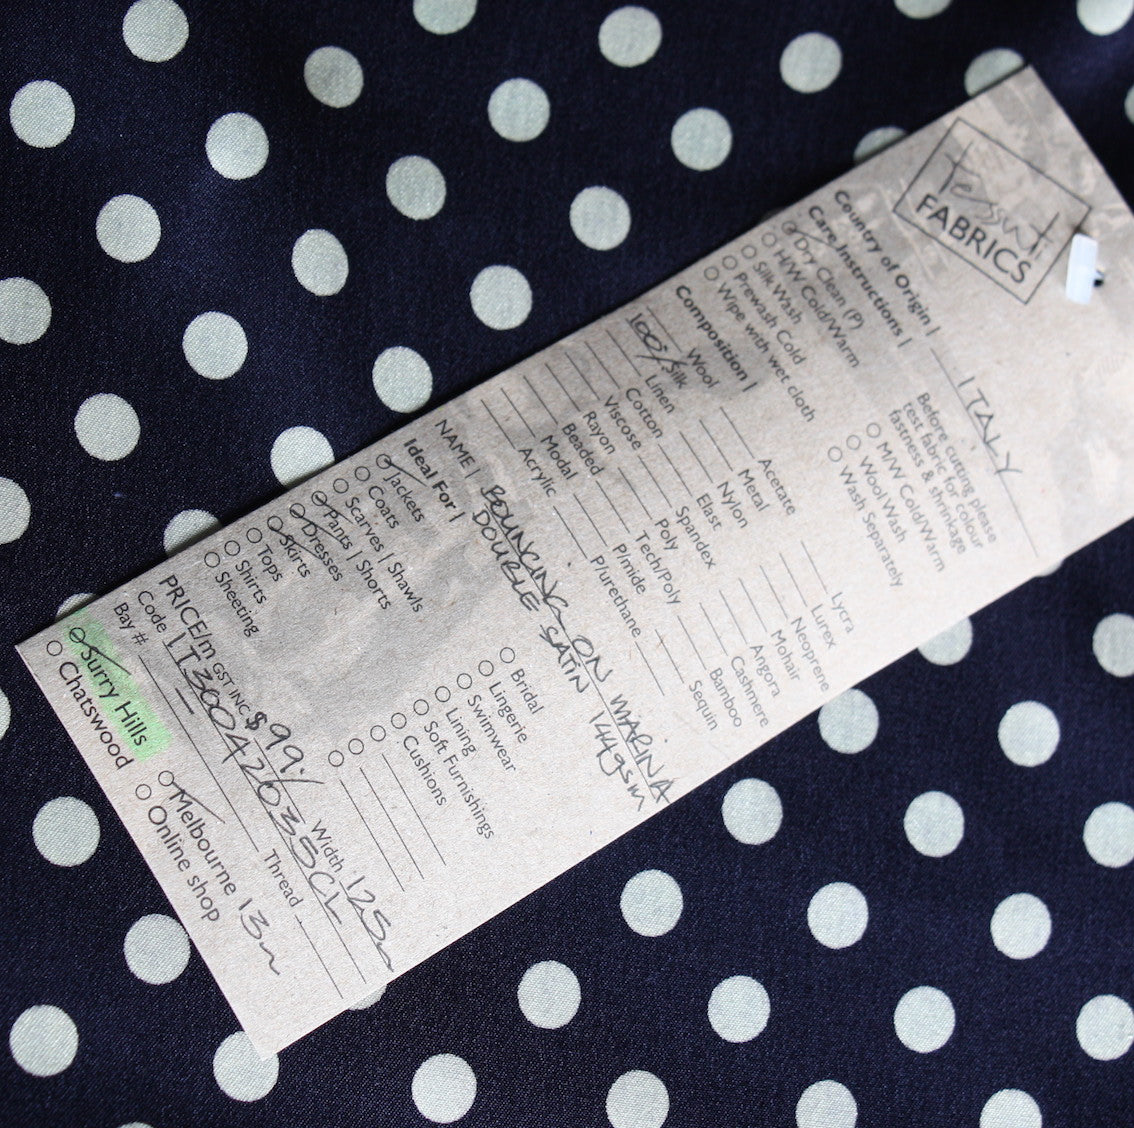 Tessuti
FABRICS
Country of Origin | ITALY
Care Instructions |
Dry Clean (P)
H/W Cold/Warm
Silk Wash
Prewash Cold
Wipe with wet cloth
Before cutting please
test fabric for colour
fastness & shrinkage
M/W Cold/Warm
Wool Wash
Wash Separately
Composition |
Wool
100% Silk
Linen
Cotton
Viscose
Rayon
Beaded
Modal
Acrylic
Acetate
Metal
Nylon
Elast
Spandex
Poly
Tech/Poly
P/mide
P/urethane
Lycra
Lurex
Neoprene
Mohair
Angora
Cashmere
Bamboo
Sequin
NAME | BOUNCING ON MARINA
DOUBLE SATIN 144gsm
Ideal For |
Jackets
Coats
Scarves | Shawls
Pants | Shorts
Dresses
Skirts
Tops
Shirts
Sheeting
Bridal
Lingerie
Swimwear
Lining
Soft Furnishings
Cushions
PRICE/m GST INC $99/ Width 125m
Code IT30042035CK
Bay # Thread
Surry Hills
Chatswood
Melbourne 13m
Online shop